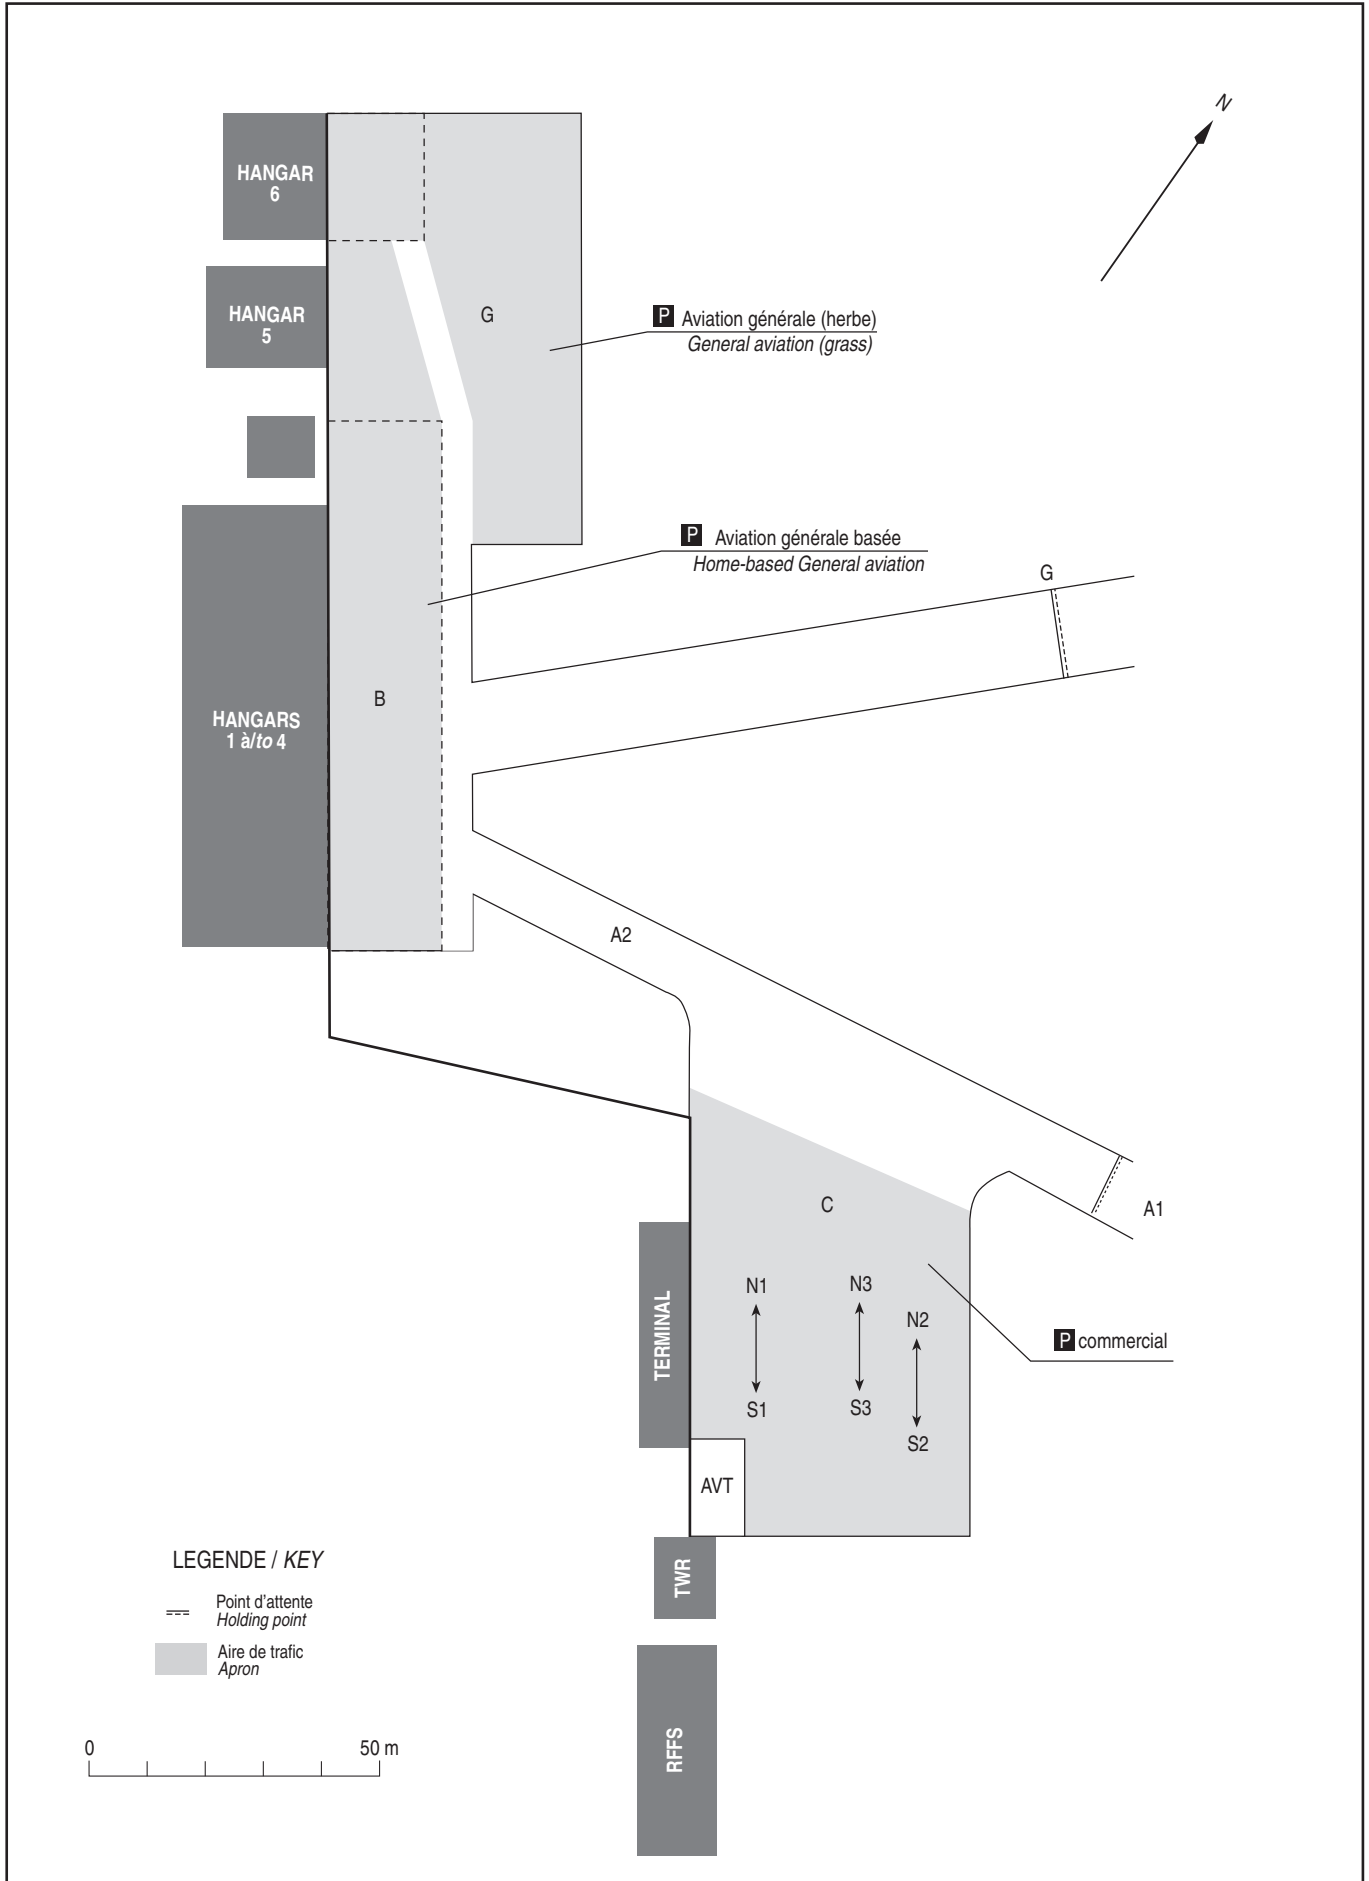 N
HANGAR
6
HANGAR
5
G
P Aviation générale (herbe)
General aviation (grass)
P Aviation générale basée
Home-based General aviation
G
B
HANGARS
1 à/to 4
A2
C
A1
N1
N3
N2
TERMINAL
P commercial
S1
S3
S2
AVT
TWR
LEGENDE / KEY
Point d'attente
Holding point
Aire de trafic
Apron
RFFS
0 50 m